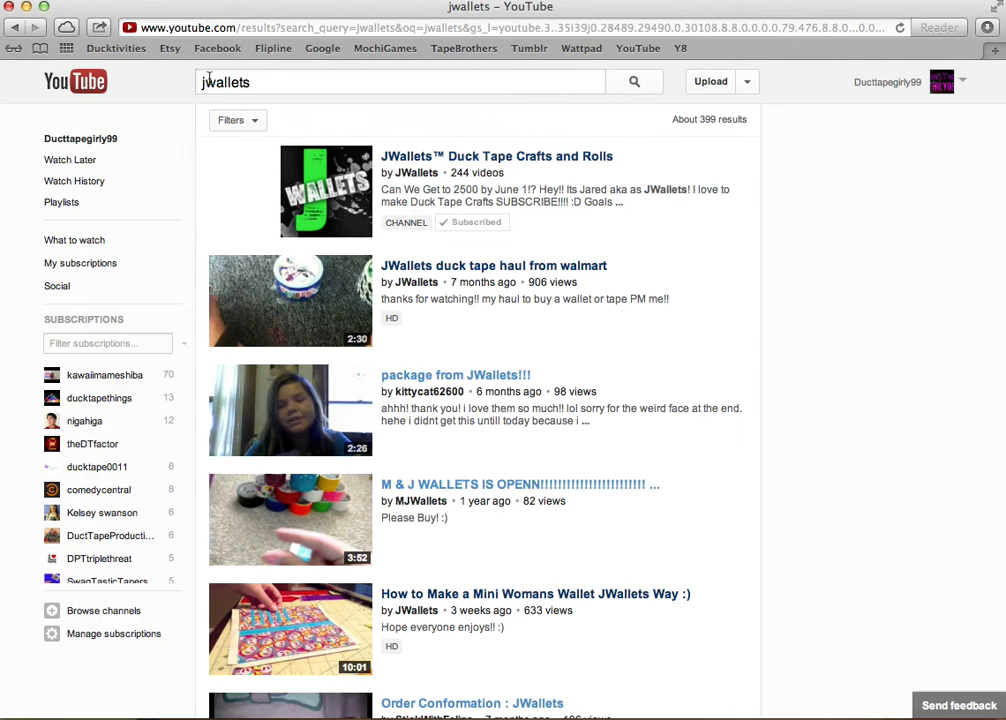 jwallets – YouTube
www.youtube.com/results?search_query=jwallets&oq=jwallets&gs_l=youtube.3..35i39j0.28489.29490.0.30108.8.8.0.0.0.0.79.476.8.8.0...0.0...
Reader
Ducktivities Etsy Facebook Flipline Google MochiGames TapeBrothers Tumblr Wattpad YouTube Y8
YouTube
jwallets
Upload
Ducttapegirly99
Filters
About 399 results
Ducttapegirly99
Watch Later
Watch History
Playlists
What to watch
My subscriptions
Social
SUBSCRIPTIONS
Filter subscriptions...
kawaiimameshiba 70
ducktapethings 13
nigahiga 12
theDTfactor
ducktape0011 8
comedycentral 8
Kelsey swanson 6
DuctTapeProducti... 6
DPTtriplethreat 5
SwagTasticTapers 5
Browse channels
Manage subscriptions
J WALLETS
JWallets™ Duck Tape Crafts and Rolls
by JWallets • 244 videos
Can We Get to 2500 by June 1!? Hey!! Its Jared aka as JWallets! I love to
make Duck Tape Crafts SUBSCRIBE!!!! :D Goals ...
CHANNEL Subscribed
2:30
JWallets duck tape haul from walmart
by JWallets • 7 months ago • 906 views
thanks for watching!! my haul to buy a wallet or tape PM me!!
HD
2:26
package from JWallets!!!
by kittycat62600 • 6 months ago • 98 views
ahhh! thank you! i love them so much!! lol sorry for the weird face at the end.
hehe i didnt get this untill today because i ...
3:52
M & J WALLETS IS OPENN!!!!!!!!!!!!!!!!!!!!!!!! ...
by MJWallets • 1 year ago • 82 views
Please Buy! :)
10:01
How to Make a Mini Womans Wallet JWallets Way :)
by JWallets • 3 weeks ago • 633 views
Hope everyone enjoys!! :)
HD
Order Conformation : JWallets
Send feedback